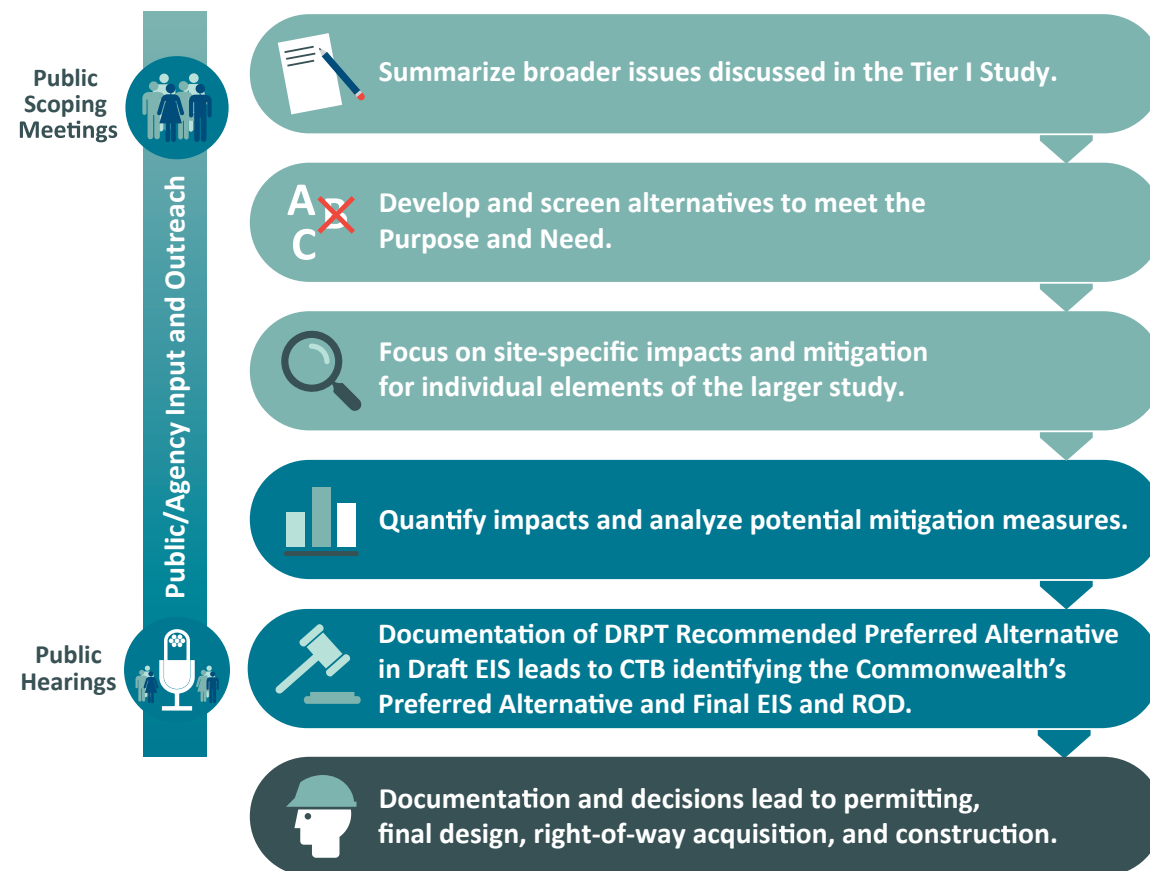 Public
Scoping
Meetings
Summarize broader issues discussed in the Tier I Study.
A
B
C
Develop and screen alternatives to meet the
Purpose and Need.
Public/Agency Input and Outreach
Focus on site-specific impacts and mitigation
for individual elements of the larger study.
Quantify impacts and analyze potential mitigation measures.
Public
Hearings
Documentation of DRPT Recommended Preferred Alternative
in Draft EIS leads to CTB identifying the Commonwealth’s
Preferred Alternative and Final EIS and ROD.
Documentation and decisions lead to permitting,
final design, right-of-way acquisition, and construction.